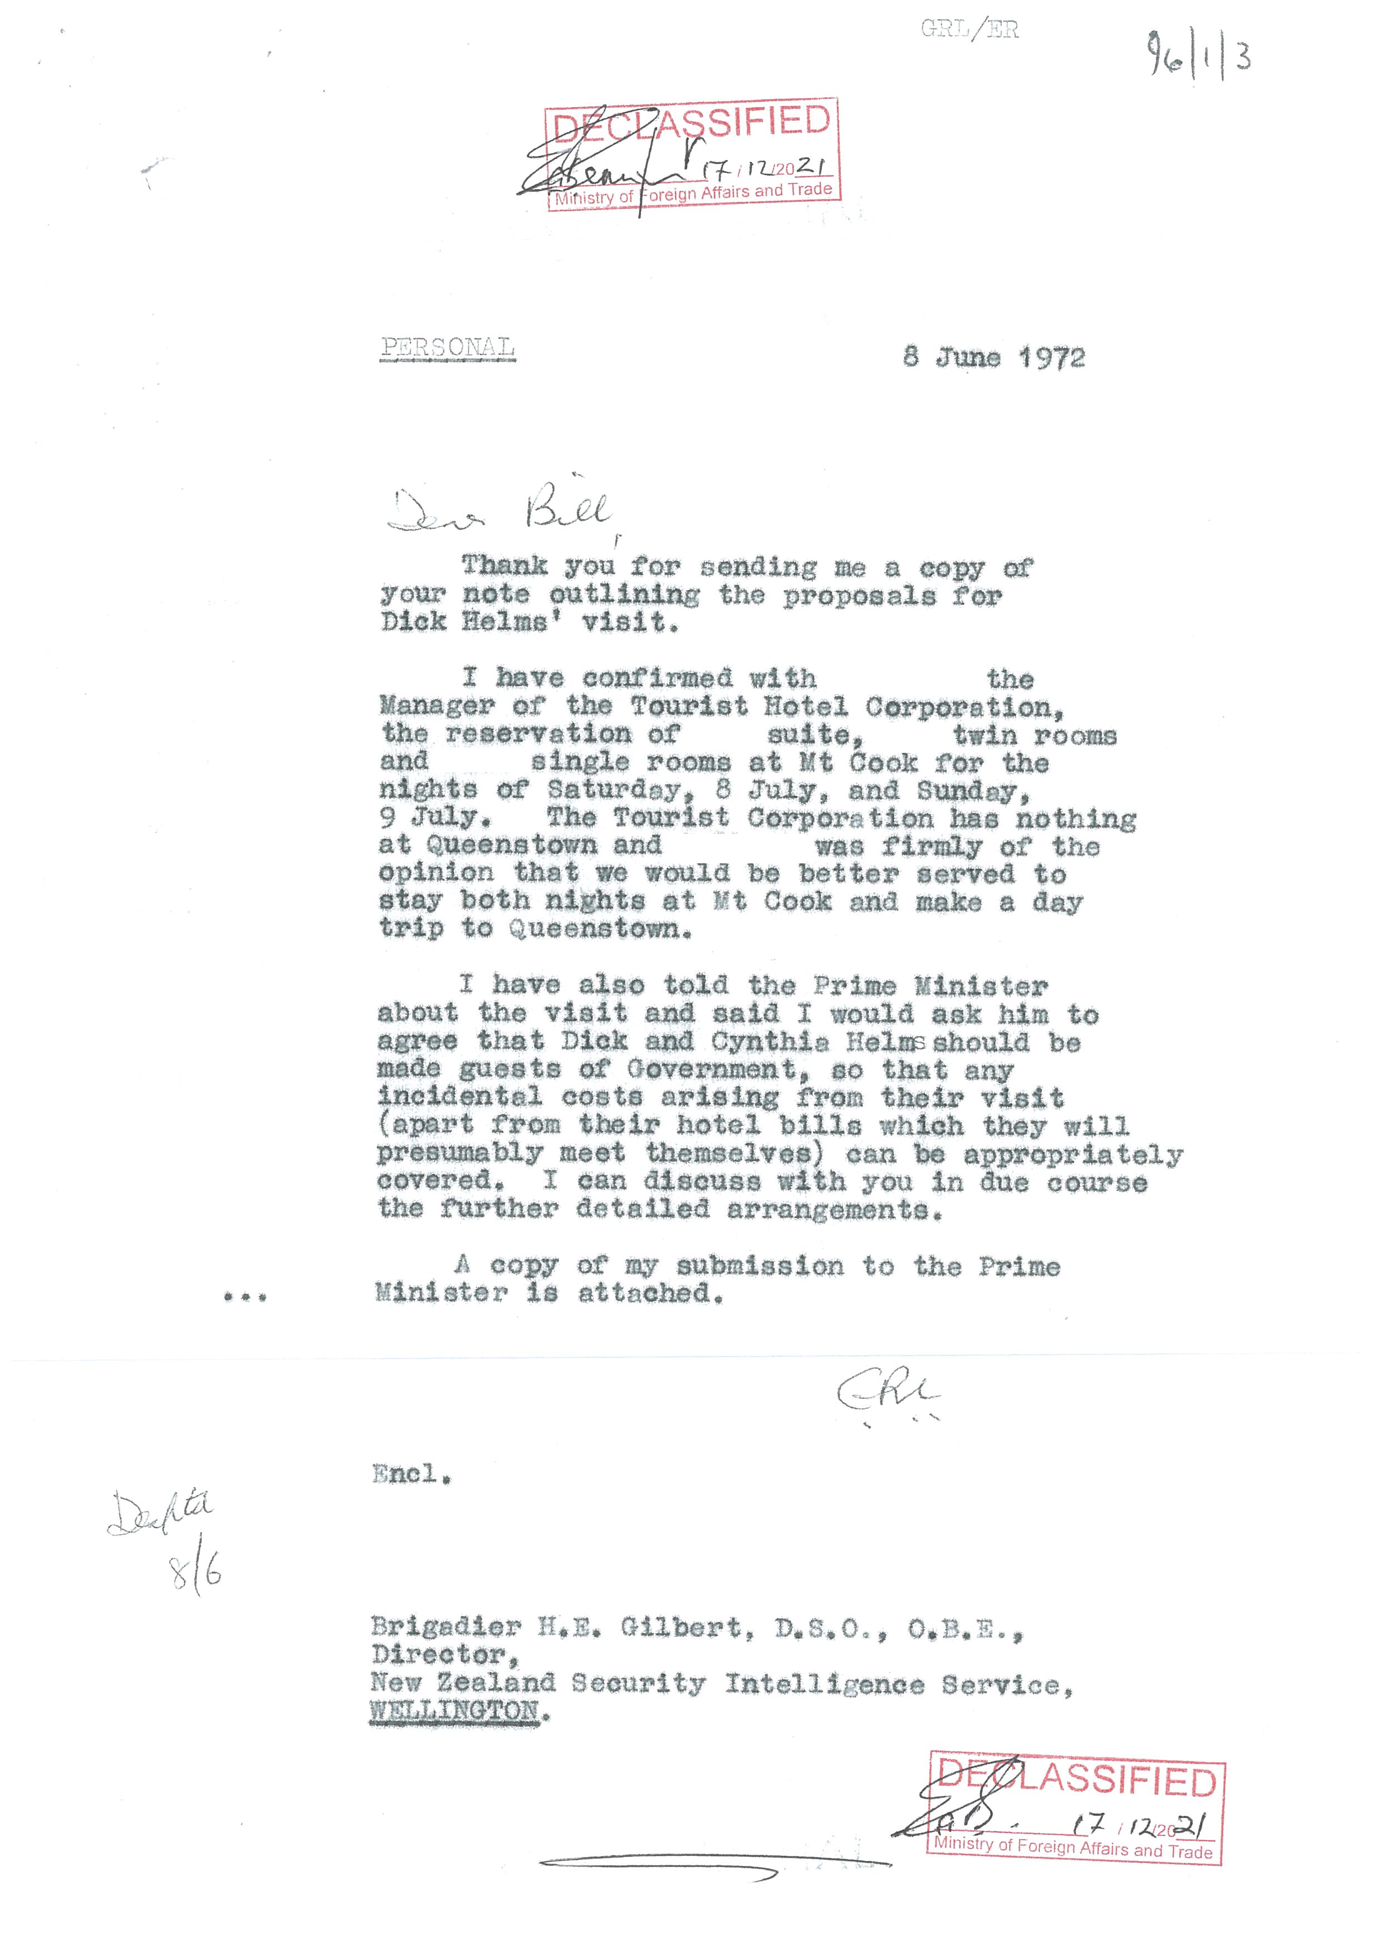 GRL/ER
96/1/3
DECLASSIFIED
17/12/2021
Ministry of Foreign Affairs and Trade
PERSONAL
8 June 1972
Dear Bill,
Thank you for sending me a copy of
your note outlining the proposals for
Dick Helms' visit.
I have confirmed with the
Manager of the Tourist Hotel Corporation,
the reservation of suite, twin rooms
and single rooms at Mt Cook for the
nights of Saturday, 8 July, and Sunday,
9 July. The Tourist Corporation has nothing
at Queenstown and was firmly of the
opinion that we would be better served to
stay both nights at Mt Cook and make a day
trip to Queenstown.
I have also told the Prime Minister
about the visit and said I would ask him to
agree that Dick and Cynthia Helms should be
made guests of Government, so that any
incidental costs arising from their visit
(apart from their hotel bills which they will
presumably meet themselves) can be appropriately
covered. I can discuss with you in due course
the further detailed arrangements.
A copy of my submission to the Prime
... Minister is attached.
GRL
Encl.
8/6
Brigadier H.E. Gilbert, D.S.O., O.B.E.,
Director,
New Zealand Security Intelligence Service,
WELLINGTON.
DECLASSIFIED
17/12/2021
Ministry of Foreign Affairs and Trade